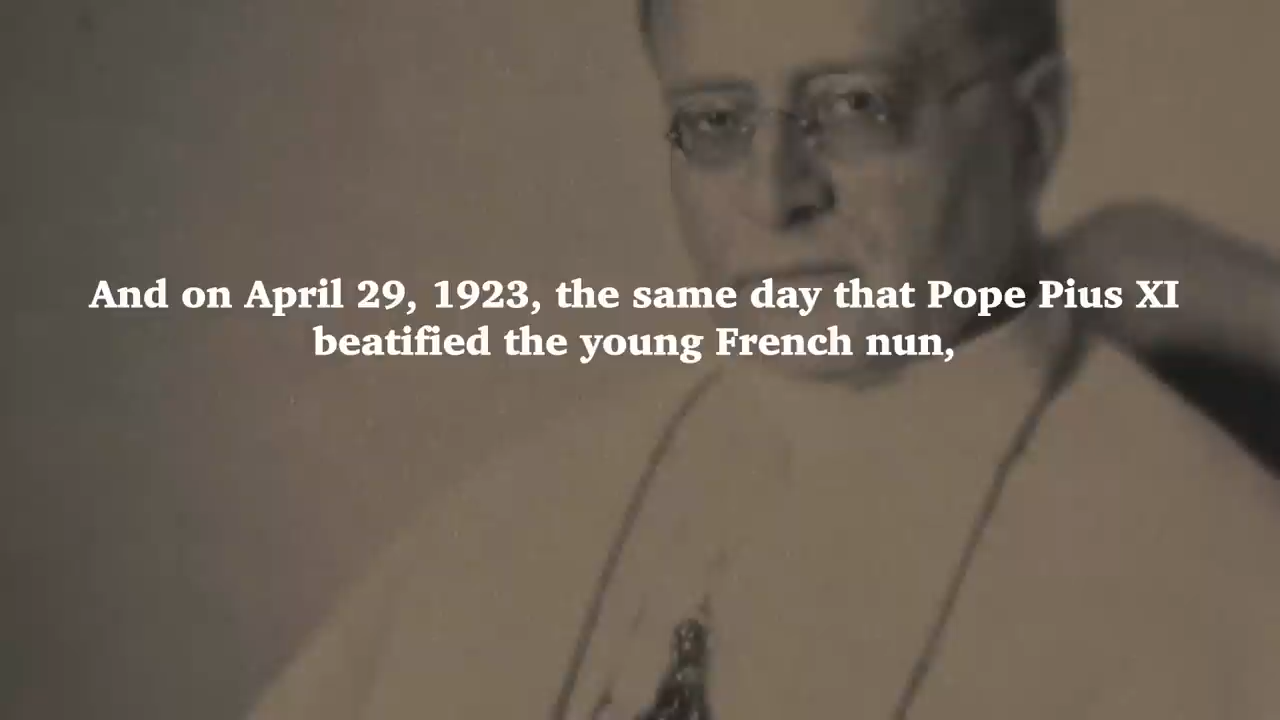 And on April 29, 1923, the same day that Pope Pius XI
beatified the young French nun,